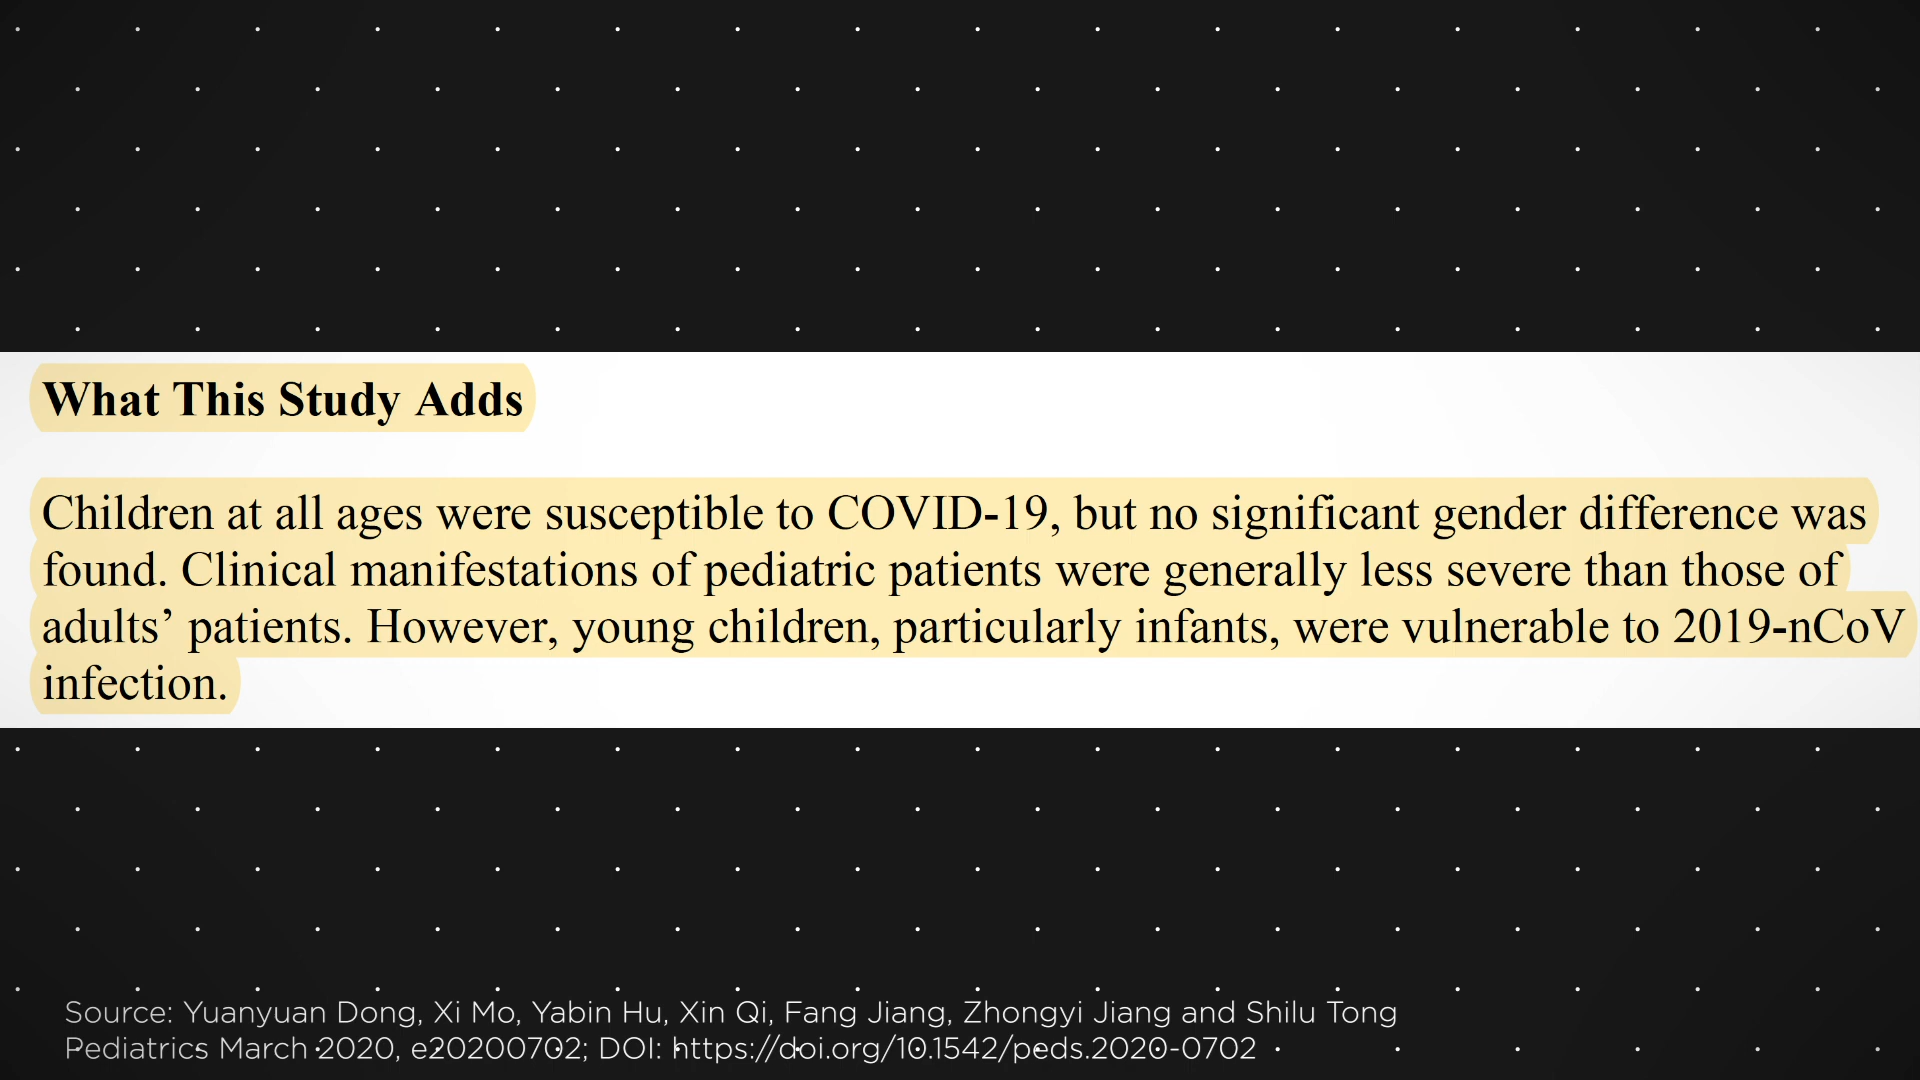 What This Study Adds
Children at all ages were susceptible to COVID-19, but no significant gender difference was
found. Clinical manifestations of pediatric patients were generally less severe than those of
adults’ patients. However, young children, particularly infants, were vulnerable to 2019-nCoV
infection.
Source: Yuanyuan Dong, Xi Mo, Yabin Hu, Xin Qi, Fang Jiang, Zhongyi Jiang and Shilu Tong
Pediatrics March 2020, e20200702; DOI: https://doi.org/10.1542/peds.2020-0702